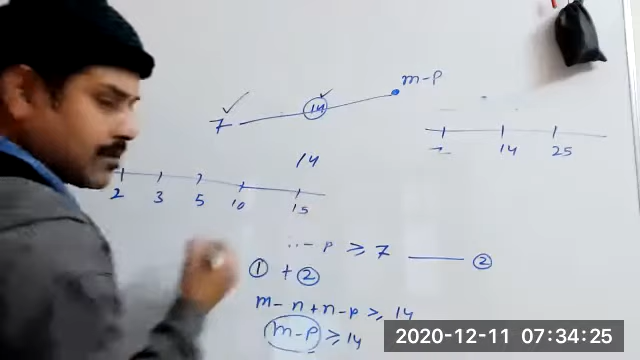 m-p
7 14
7 14 25
14
2 3 5 10 15
- p ≥ 7 ——— ②
① + ②
m - n + n - p ≥ 14
m-p ≥ 14
2020-12-11 07:34:25